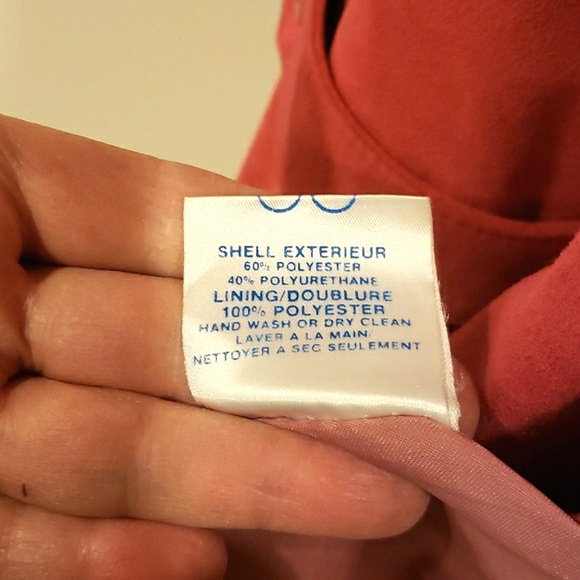 SHELL EXTERIEUR
60% POLYESTER
40% POLYURETHANE
LINING/DOUBLURE
100% POLYESTER
HAND WASH OR DRY CLEAN
LAVER A LA MAIN
NETTOYER A SEC SEULEMENT